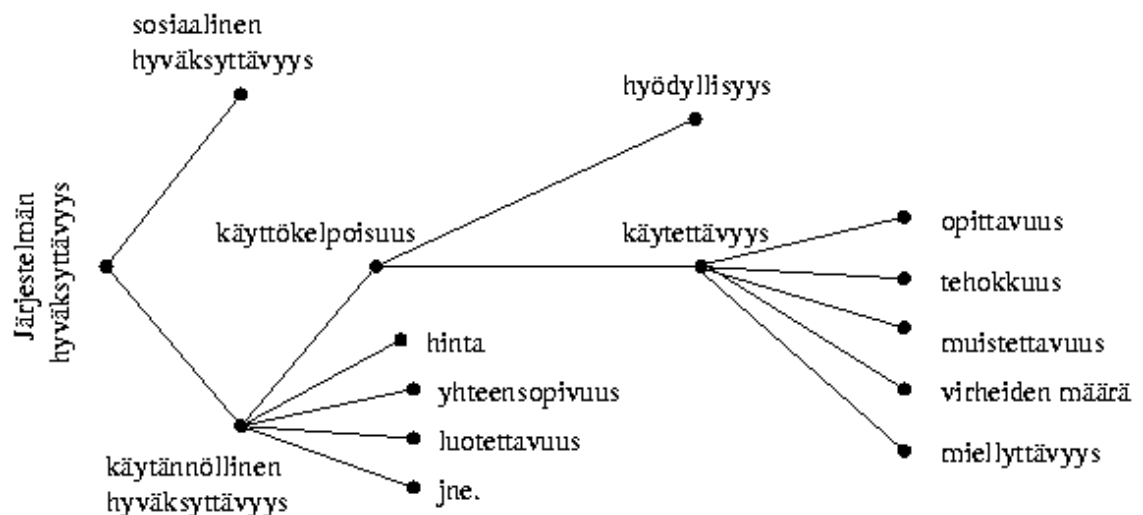 sosiaalinen
hyväksyttävyys
hyödyllisyys
Järjestelmän
hyväksyttävyys
käyttökelpoisuus
käytettävyys
opittavuus
tehokkuus
muistettavuus
virheiden määrä
miellyttävyys
hinta
yhteensopivuus
luotettavuus
jne.
käytännöllinen
hyväksyttävyys